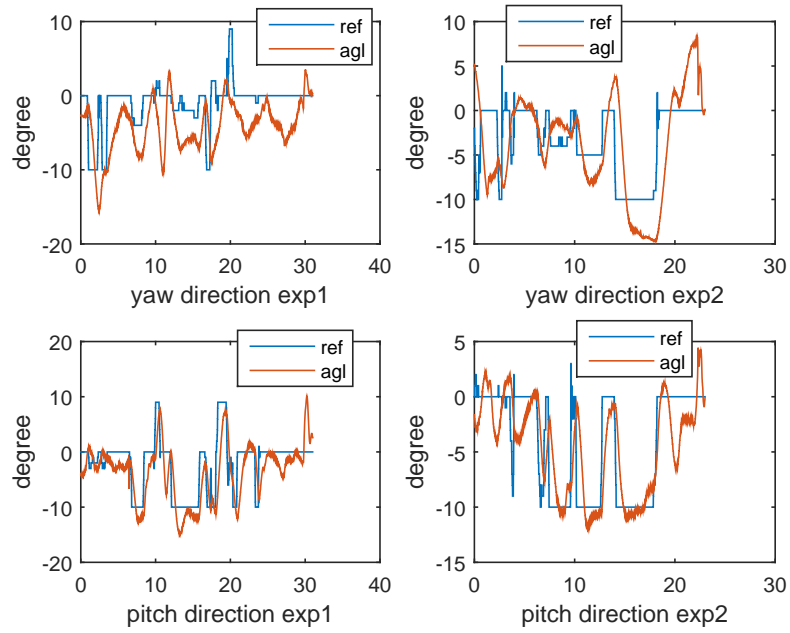 ref
agl
10
0
-10
-20
degree
0
10
20
30
40
yaw direction exp1
ref
agl
10
5
0
-5
-10
-15
degree
0
10
20
30
yaw direction exp2
ref
agl
20
10
0
-10
-20
degree
0
10
20
30
40
pitch direction exp1
ref
agl
5
0
-5
-10
-15
degree
0
10
20
30
pitch direction exp2